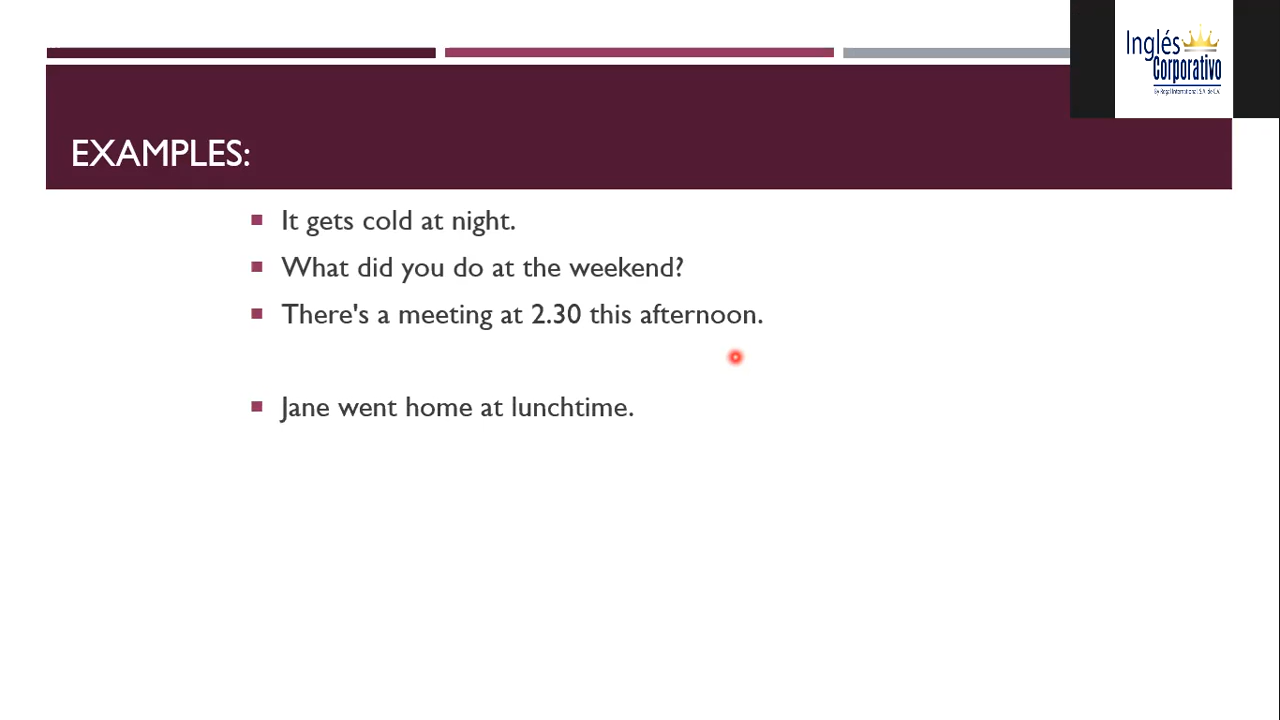 Inglés
Corporativo
EXAMPLES:
It gets cold at night.
What did you do at the weekend?
There's a meeting at 2.30 this afternoon.
Jane went home at lunchtime.